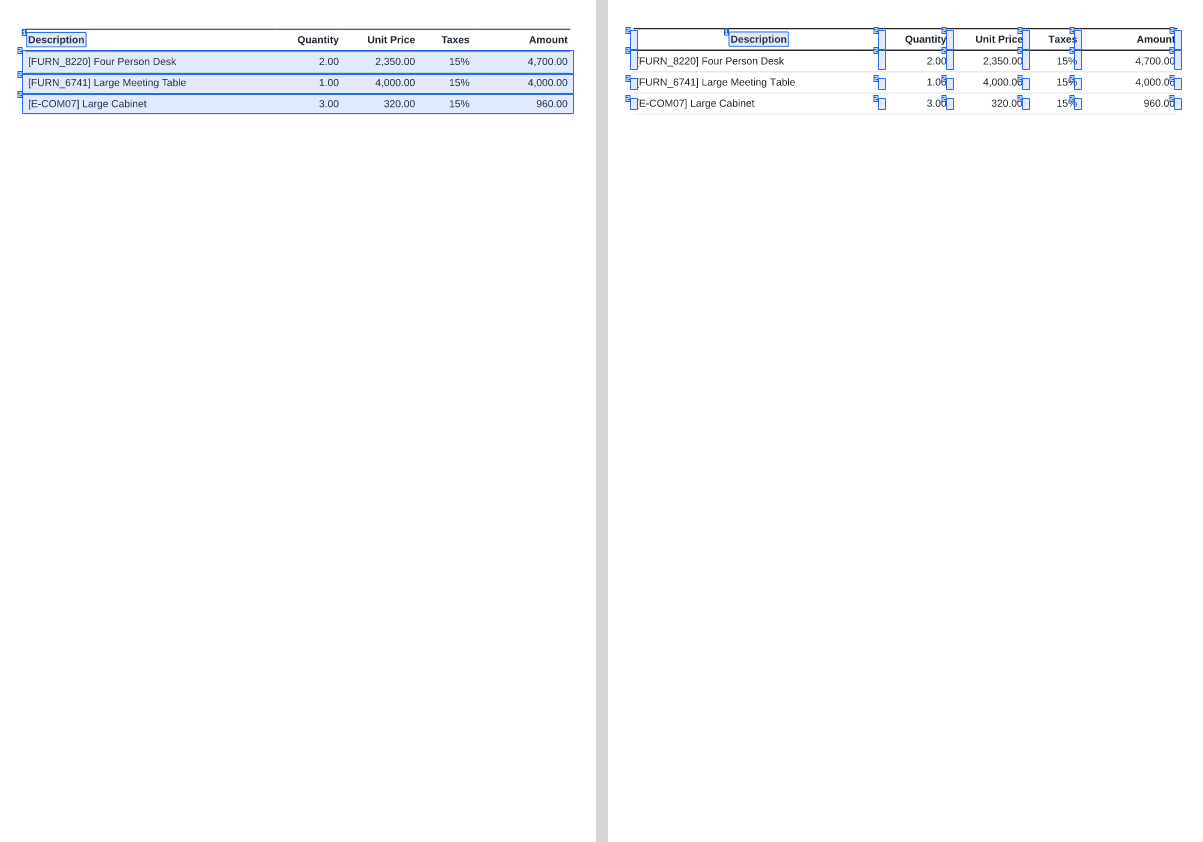 Description Quantity Unit Price Taxes Amount
[FURN_8220] Four Person Desk 2.00 2,350.00 15% 4,700.00
[FURN_6741] Large Meeting Table 1.00 4,000.00 15% 4,000.00
[E-COM07] Large Cabinet 3.00 320.00 15% 960.00
Description Quantity Unit Price Taxes Amount
[FURN_8220] Four Person Desk 2.00 2,350.00 15% 4,700.00
[FURN_6741] Large Meeting Table 1.00 4,000.00 15% 4,000.00
[E-COM07] Large Cabinet 3.00 320.00 15% 960.00